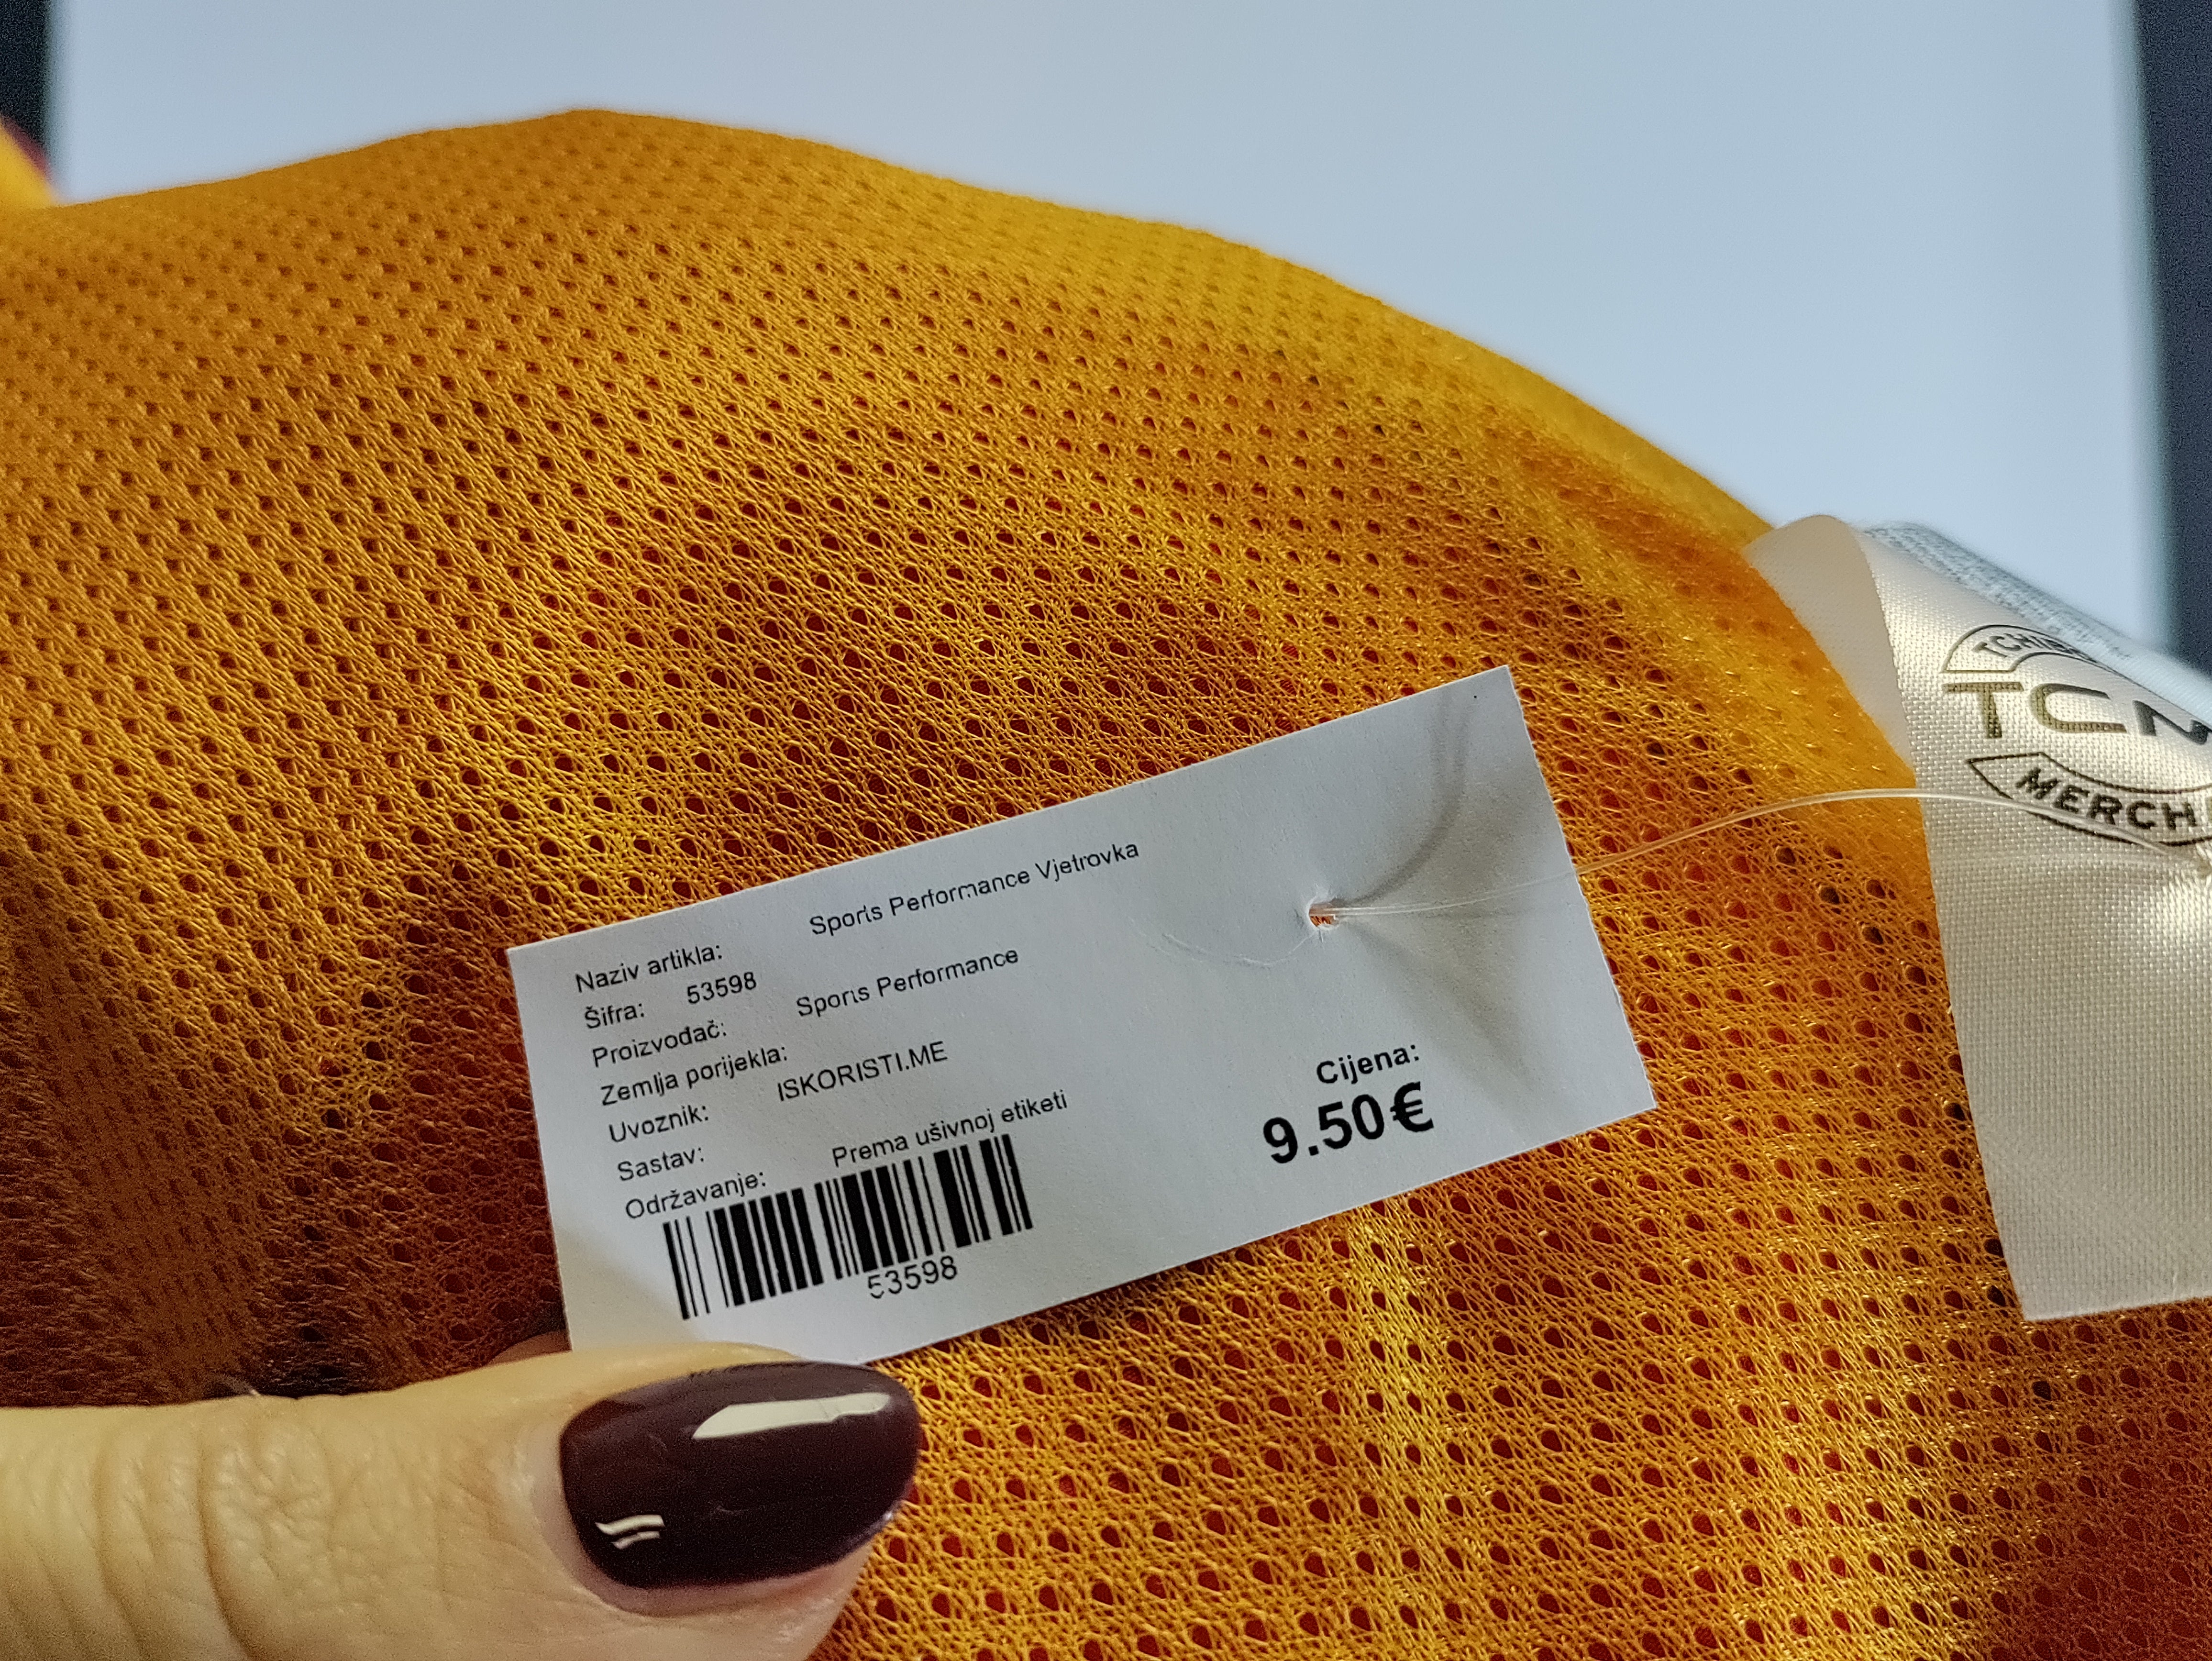 Naziv artikla: Sports Performance Vjetrovka
Šifra: 53598
Proizvođač: Sports Performance
Zemlja porijekla:
Uvoznik: ISKORISTI.ME
Sastav:
Održavanje: Prema ušivnoj etiketi
53598
Cijena:
9.50€
TCM
MERCH